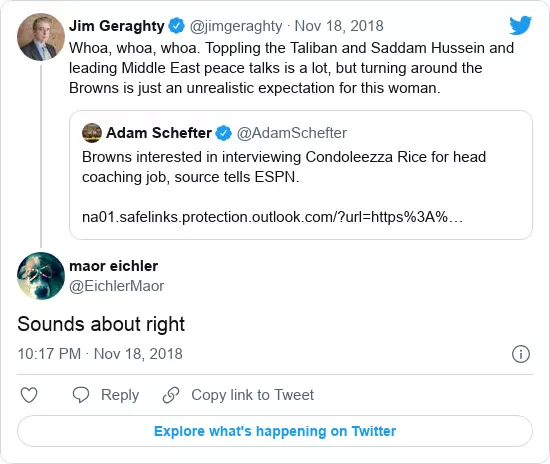 Jim Geraghty @jimgeraghty · Nov 18, 2018
Whoa, whoa, whoa. Toppling the Taliban and Saddam Hussein and
leading Middle East peace talks is a lot, but turning around the
Browns is just an unrealistic expectation for this woman.
Adam Schefter @AdamSchefter
Browns interested in interviewing Condoleezza Rice for head
coaching job, source tells ESPN.
na01.safelinks.protection.outlook.com/?url=https%3A%…
maor eichler
@EichlerMaor
Sounds about right
10:17 PM · Nov 18, 2018
Reply Copy link to Tweet
Explore what's happening on Twitter